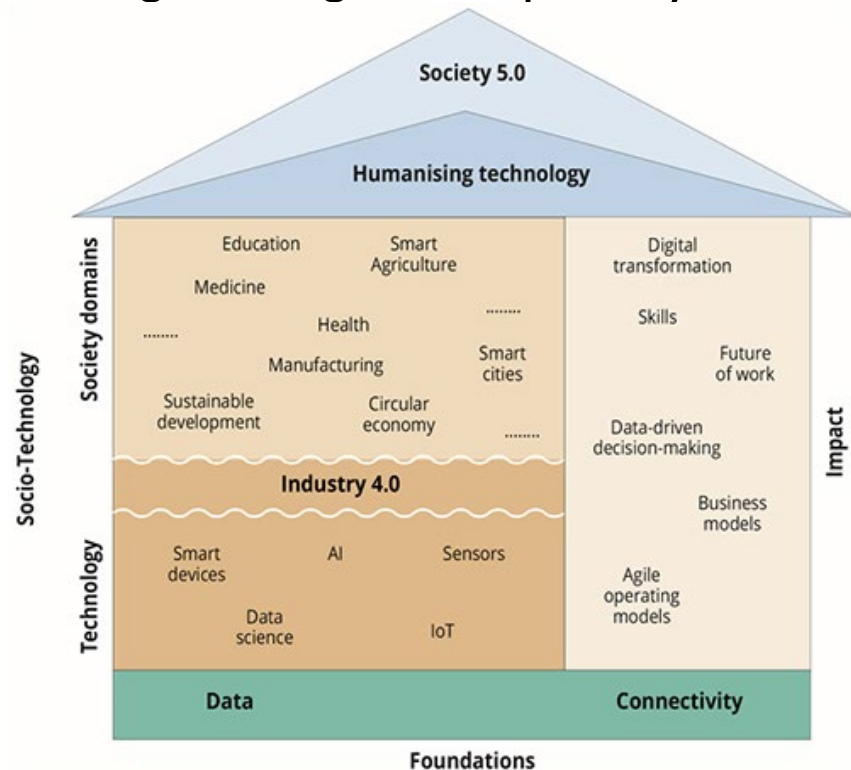 Society 5.0
Humanising technology
Socio-Technology
Society domains
Education
Smart
Agriculture
Medicine
........
Health
........
Manufacturing
Smart
cities
Sustainable
development
Circular
economy
........
Industry 4.0
Technology
Smart
devices
AI
Sensors
Data
science
IoT
Digital
transformation
Skills
Future
of work
Data-driven
decision-making
Business
models
Agile
operating
models
Impact
Data
Connectivity
Foundations